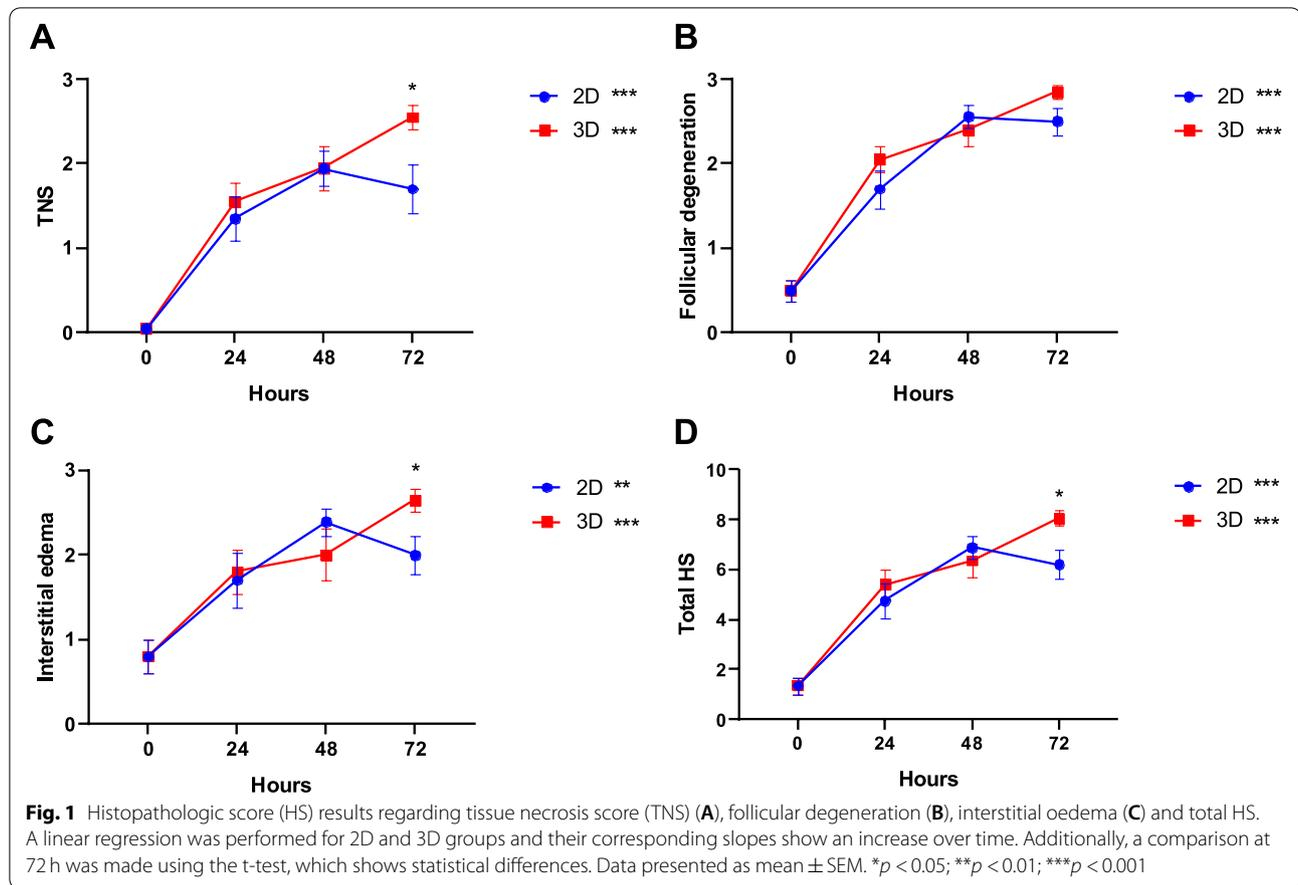 A
TNS
3
2
1
0
*
0 24 48 72
Hours
2D ***
3D ***
B
Follicular degeneration
3
2
1
0
0 24 48 72
Hours
2D ***
3D ***
C
Interstitial edema
3
2
1
0
*
0 24 48 72
Hours
2D **
3D ***
D
Total HS
10
8
6
4
2
0
*
0 24 48 72
Hours
2D ***
3D ***
Fig. 1 Histopathologic score (HS) results regarding tissue necrosis score (TNS) (A), follicular degeneration (B), interstitial oedema (C) and total HS.
A linear regression was performed for 2D and 3D groups and their corresponding slopes show an increase over time. Additionally, a comparison at
72 h was made using the t-test, which shows statistical differences. Data presented as mean ± SEM. *p < 0.05; **p < 0.01; ***p < 0.001